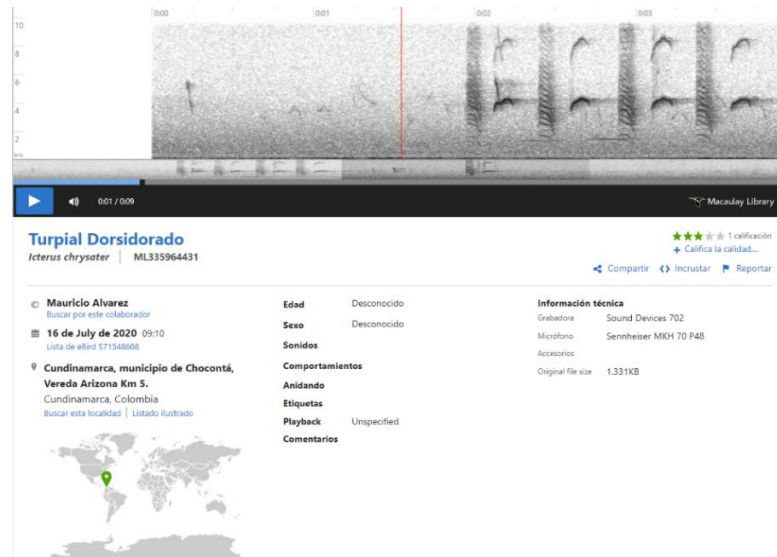 0:00 0:01 0:02 0:03
10
8
6
4
2
kHz
0:01 / 0:09
Macaulay Library
Turpial Dorsidorado
1 calificación
Califica la calidad...
Icterus chrysater ML335964431
Compartir Incrustar Reportar
© Mauricio Alvarez
Buscar por este colaborador
16 de July de 2020 09:10
Lista de eBird S71548608
Cundinamarca, municipio de Chocontá,
Vereda Arizona Km 5.
Cundinamarca, Colombia
Buscar esta localidad | Listado ilustrado
Edad Desconocido
Sexo Desconocido
Sonidos
Comportamientos
Anidando
Etiquetas
Playback Unspecified
Comentarios
Información técnica
Grabadora Sound Devices 702
Micrófono Sennheiser MKH 70 P48
Accesorios
Original file size 1.331KB